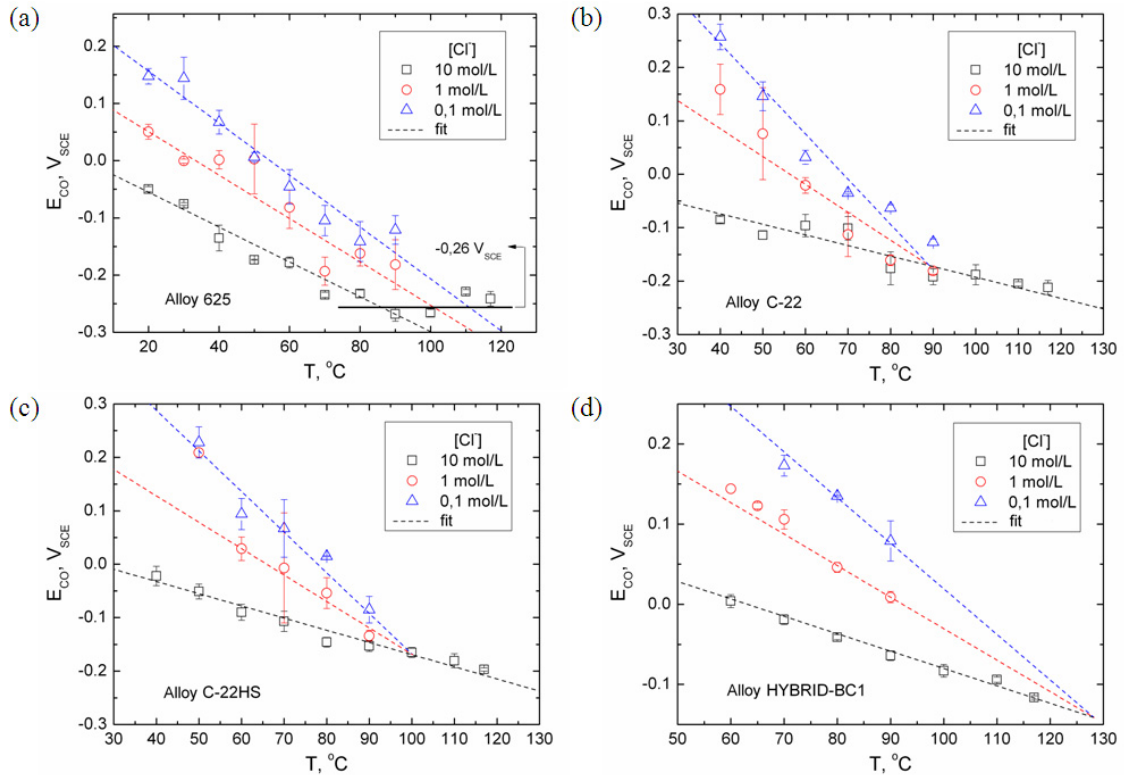 (a)
0.2
0.1
0.0
-0.1
-0.2
-0.3
E_CO, V_SCE
[Cl⁻]
10 mol/L
1 mol/L
0,1 mol/L
fit
-0,26 V_SCE
Alloy 625
20 40 60 80 100 120
T, °C
(b)
0.3
0.2
0.1
0.0
-0.1
-0.2
-0.3
E_CO, V_SCE
[Cl⁻]
10 mol/L
1 mol/L
0,1 mol/L
fit
Alloy C-22
30 40 50 60 70 80 90 100 110 120 130
T, °C
(c)
0.3
0.2
0.1
0.0
-0.1
-0.2
-0.3
E_CO, V_SCE
[Cl⁻]
10 mol/L
1 mol/L
0,1 mol/L
fit
Alloy C-22HS
30 40 50 60 70 80 90 100 110 120 130
T, °C
(d)
0.2
0.1
0.0
-0.1
E_CO, V_SCE
[Cl⁻]
10 mol/L
1 mol/L
0,1 mol/L
fit
Alloy HYBRID-BC1
50 60 70 80 90 100 110 120 130
T, °C